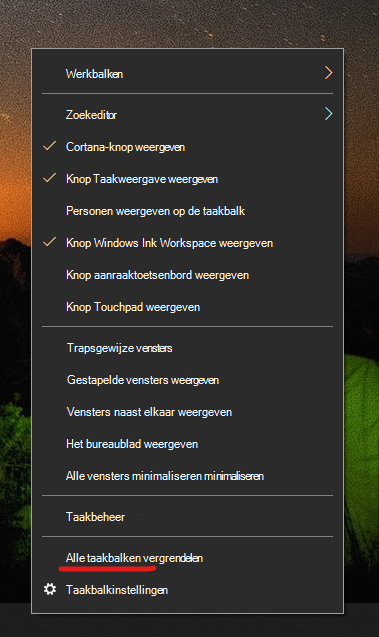 Werkbalken
Zoekeditor
Cortana-knop weergeven
Knop Taakweergave weergeven
Personen weergeven op de taakbalk
Knop Windows Ink Workspace weergeven
Knop aanraaktoetsenbord weergeven
Knop Touchpad weergeven
Trapsgewijze vensters
Gestapelde vensters weergeven
Vensters naast elkaar weergeven
Het bureaublad weergeven
Alle vensters minimaliseren minimaliseren
Taakbeheer
Alle taakbalken vergrendelen
Taakbalkinstellingen